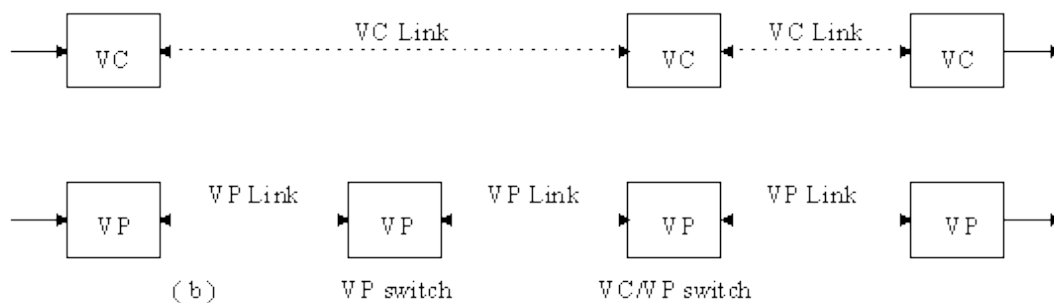 VC Link VC Link
VC VC VC
VP Link VP Link VP Link
VP VP VP VP
(b) VP switch VC/VP switch